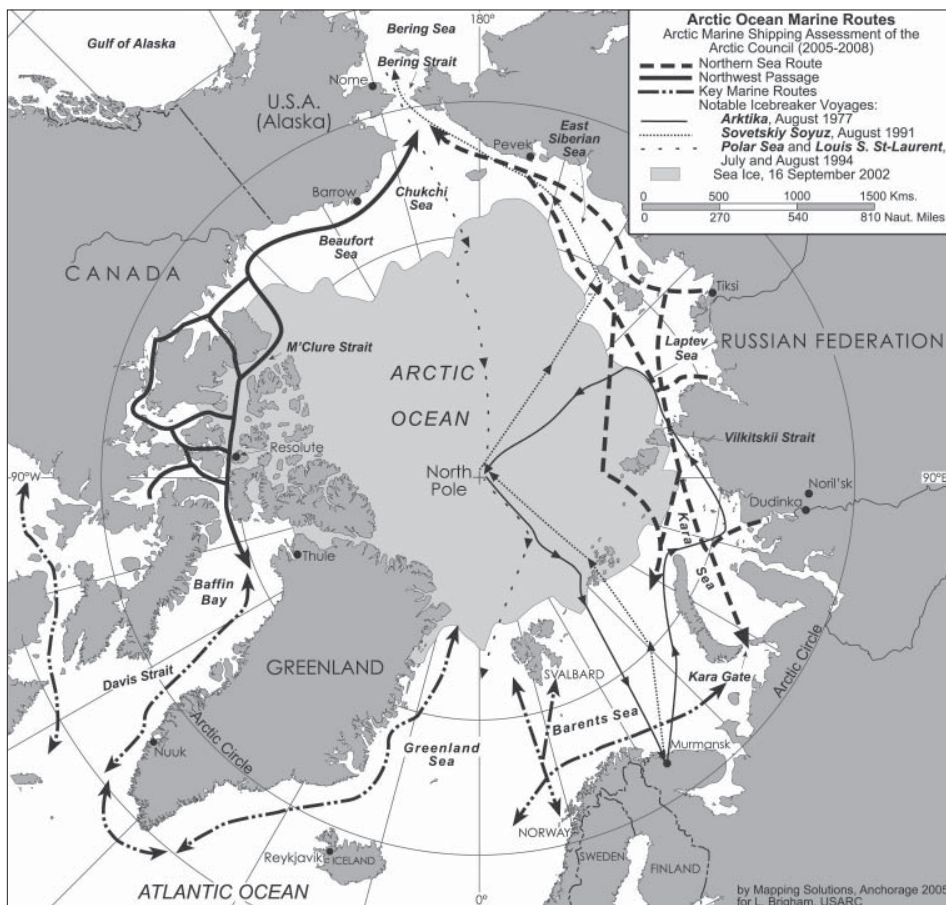 Arctic Ocean Marine Routes
Arctic Marine Shipping Assessment of the
Arctic Council (2005-2008)
Northern Sea Route
Northwest Passage
Key Marine Routes
Notable Icebreaker Voyages:
Arktika, August 1977
Sovetskiy Soyuz, August 1991
Polar Sea and Louis S. St-Laurent,
July and August 1994
Sea Ice, 16 September 2002
0 500 1000 1500 Kms.
0 270 540 810 Naut. Miles
Gulf of Alaska
Bering Sea
180°
Bering Strait
Nome
U.S.A.
(Alaska)
East
Siberian
Sea
Pevek
Barrow
Chukchi
Sea
Beaufort
Sea
CANADA
Tiksi
RUSSIAN FEDERATION
Laptev
Sea
M'Clure Strait
ARCTIC
OCEAN
Vilkitskii Strait
Resolute
90°W
North
Pole
Noril'sk
90°E
Dudinka
Kara
Sea
Thule
Baffin
Bay
GREENLAND
Davis Strait
SVALBARD
Kara Gate
Arctic Circle
Barents Sea
Arctic Circle
Nuuk
Greenland
Sea
Murmansk
NORWAY
Reykjavik
ICELAND
SWEDEN
FINLAND
ATLANTIC OCEAN
0°
by Mapping Solutions, Anchorage 2005
for L. Brigham, USARC